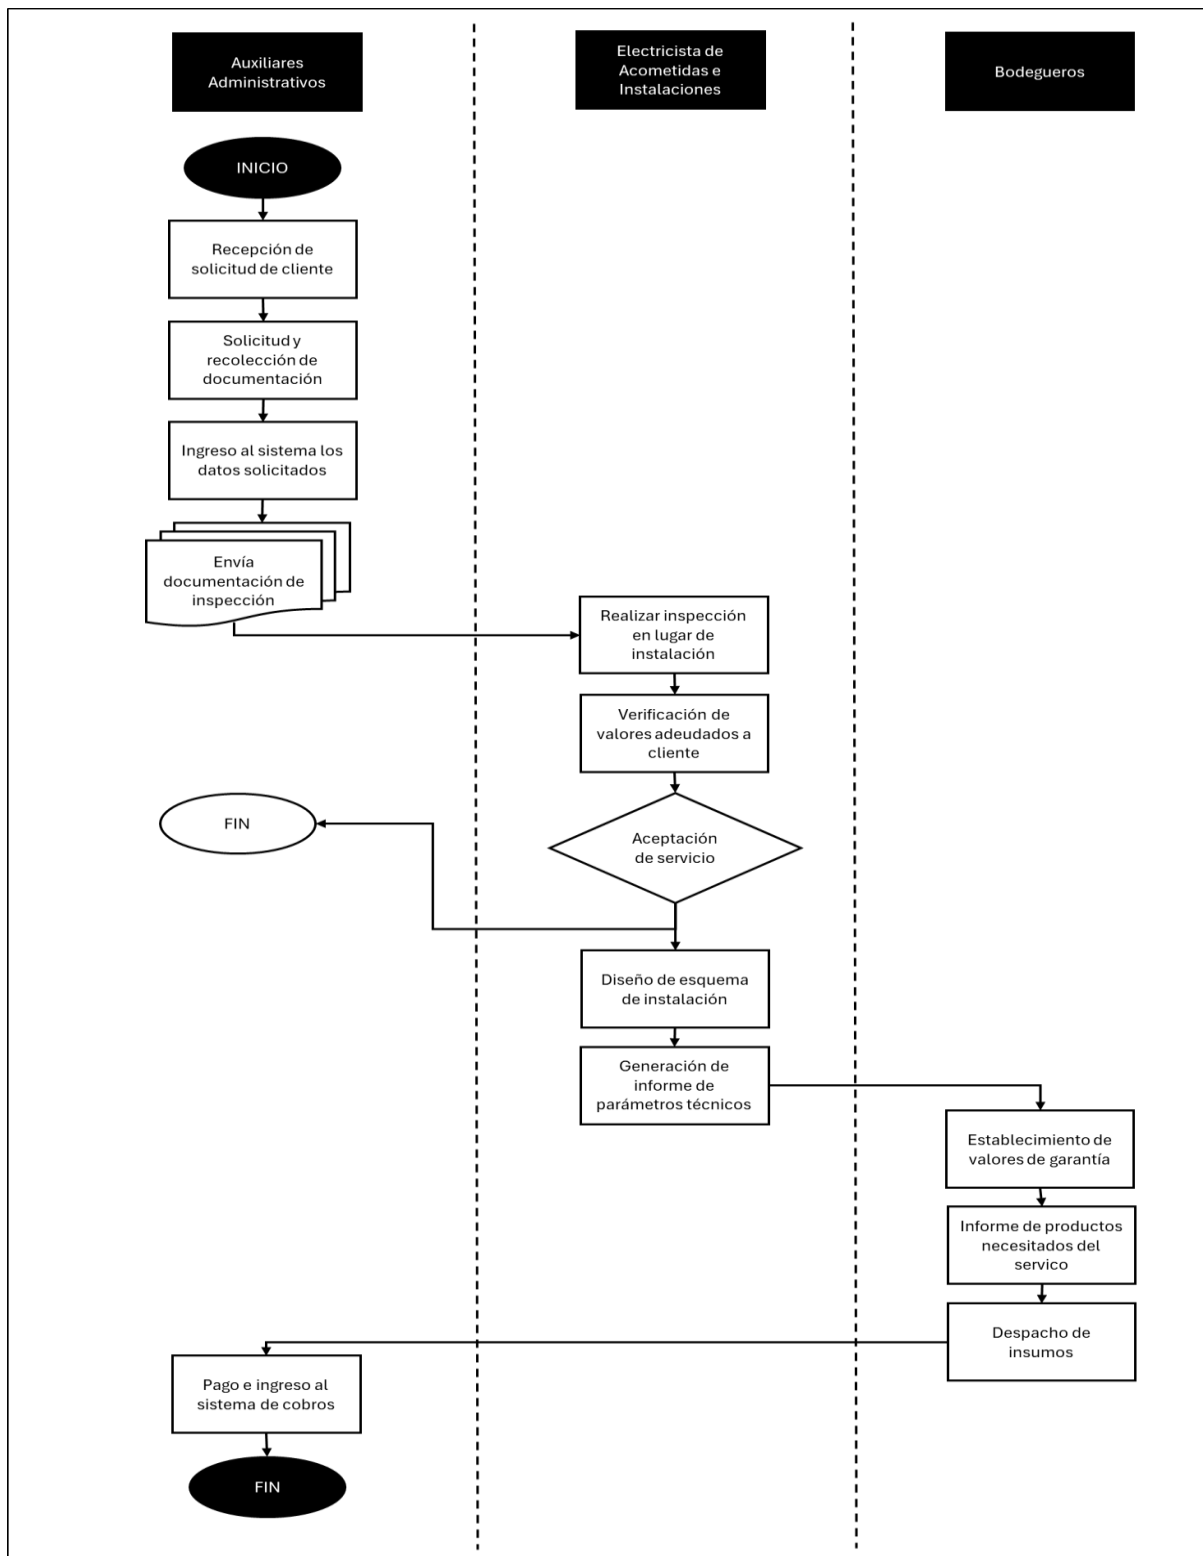 Auxiliares
Administrativos
Electricista de
Acometidas e
Instalaciones
Bodegueros
INICIO
Recepción de
solicitud de cliente
Solicitud y
recolección de
documentación
Ingreso al sistema los
datos solicitados
Envía
documentación de
inspección
Realizar inspección
en lugar de
instalación
Verificación de
valores adeudados a
cliente
Aceptación
de servicio
FIN
Diseño de esquema
de instalación
Generación de
informe de
parámetros técnicos
Establecimiento de
valores de garantía
Informe de productos
necesitados del
servico
Despacho de
insumos
Pago e ingreso al
sistema de cobros
FIN